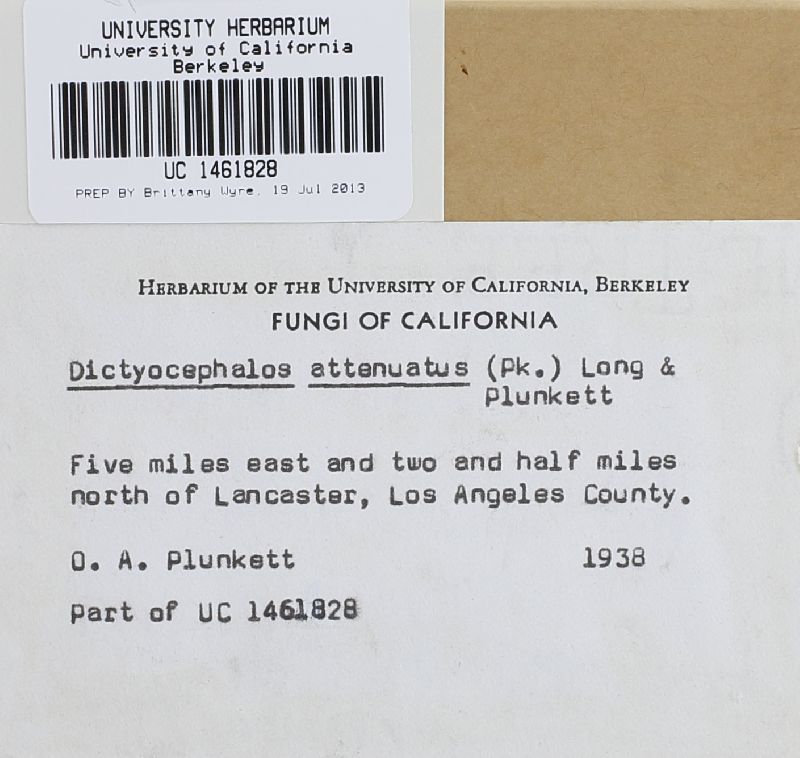 UNIVERSITY HERBARIUM
University of California
Berkeley
UC 1461828
PREP BY Brittany Wyre, 19 Jul 2013
HERBARIUM OF THE UNIVERSITY OF CALIFORNIA, BERKELEY
FUNGI OF CALIFORNIA
Dictyocephalos attenuatus (Pk.) Long &
Plunkett
Five miles east and two and half miles
north of Lancaster, Los Angeles County.
O. A. Plunkett 1938
Part of UC 1461828